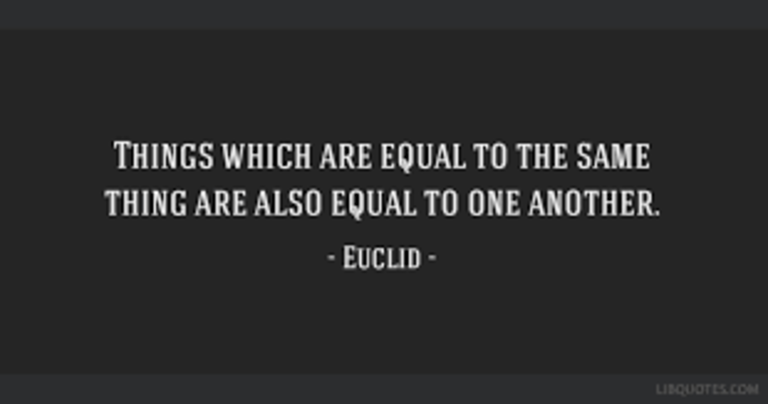 Things which are equal to the same
thing are also equal to one another.
- Euclid -
LIBQUOTES.COM